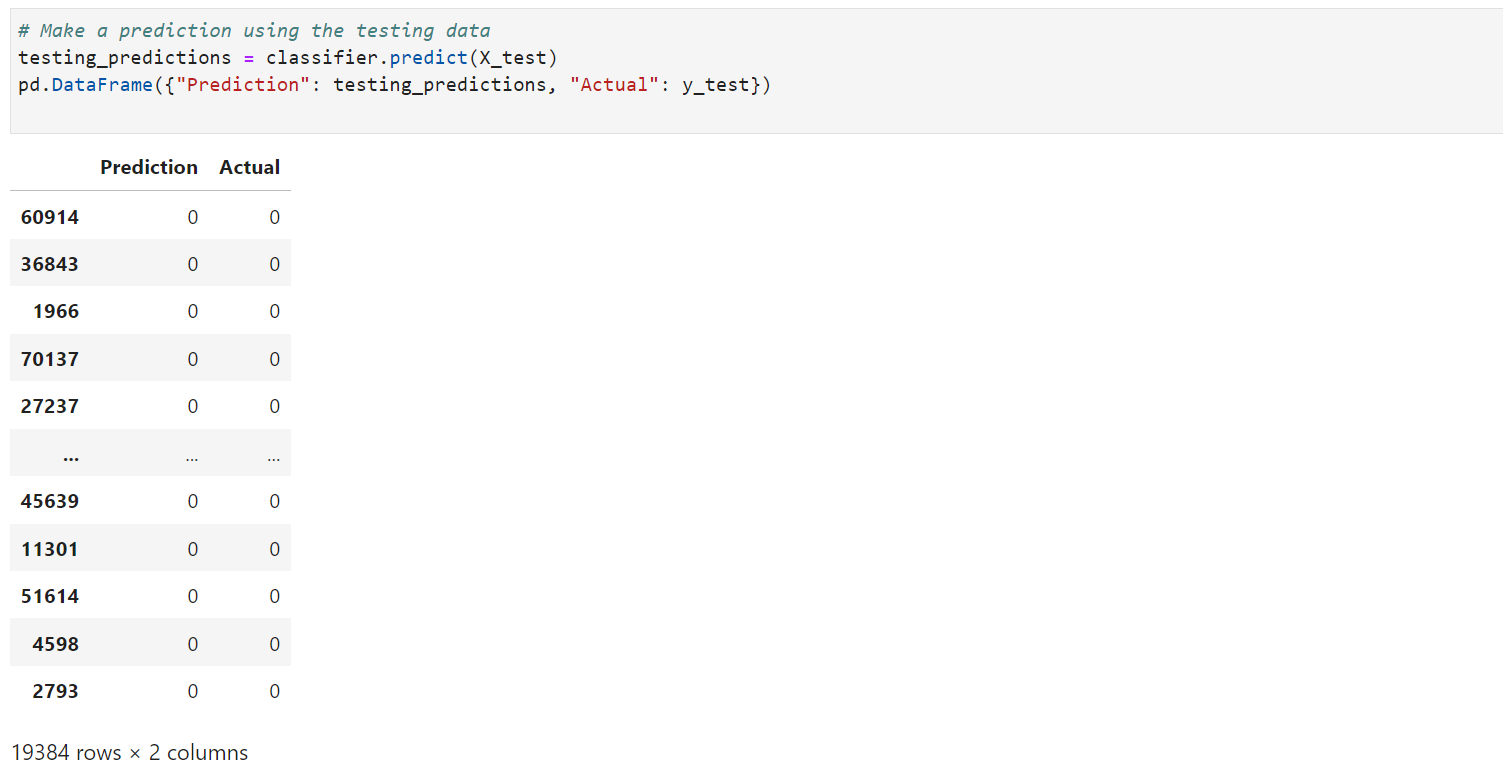 # Make a prediction using the testing data
testing_predictions = classifier.predict(X_test)
pd.DataFrame({"Prediction": testing_predictions, "Actual": y_test})
Prediction Actual
60914 0 0
36843 0 0
1966 0 0
70137 0 0
27237 0 0
... ... ...
45639 0 0
11301 0 0
51614 0 0
4598 0 0
2793 0 0
19384 rows × 2 columns